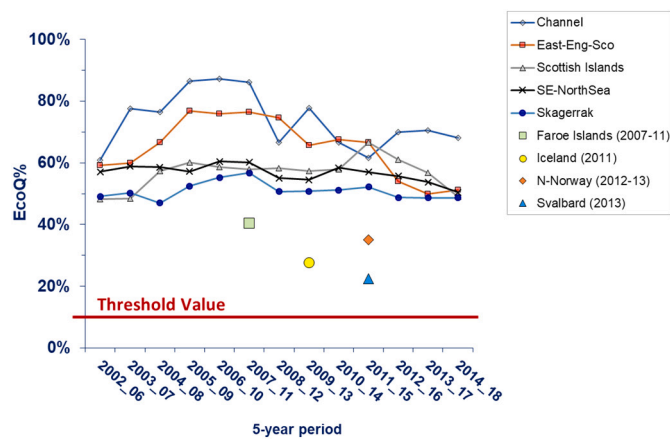 100%
80%
60%
40%
20%
0%
EcoQ%
Threshold Value
2002_06
2003_07
2004_08
2005_09
2006_10
2007_11
2008_12
2009_13
2010_14
2011_15
2012_16
2013_17
2014_18
5-year period
Channel
East-Eng-Sco
Scottish Islands
SE-NorthSea
Skagerrak
Faroe Islands (2007-11)
Iceland (2011)
N-Norway (2012-13)
Svalbard (2013)